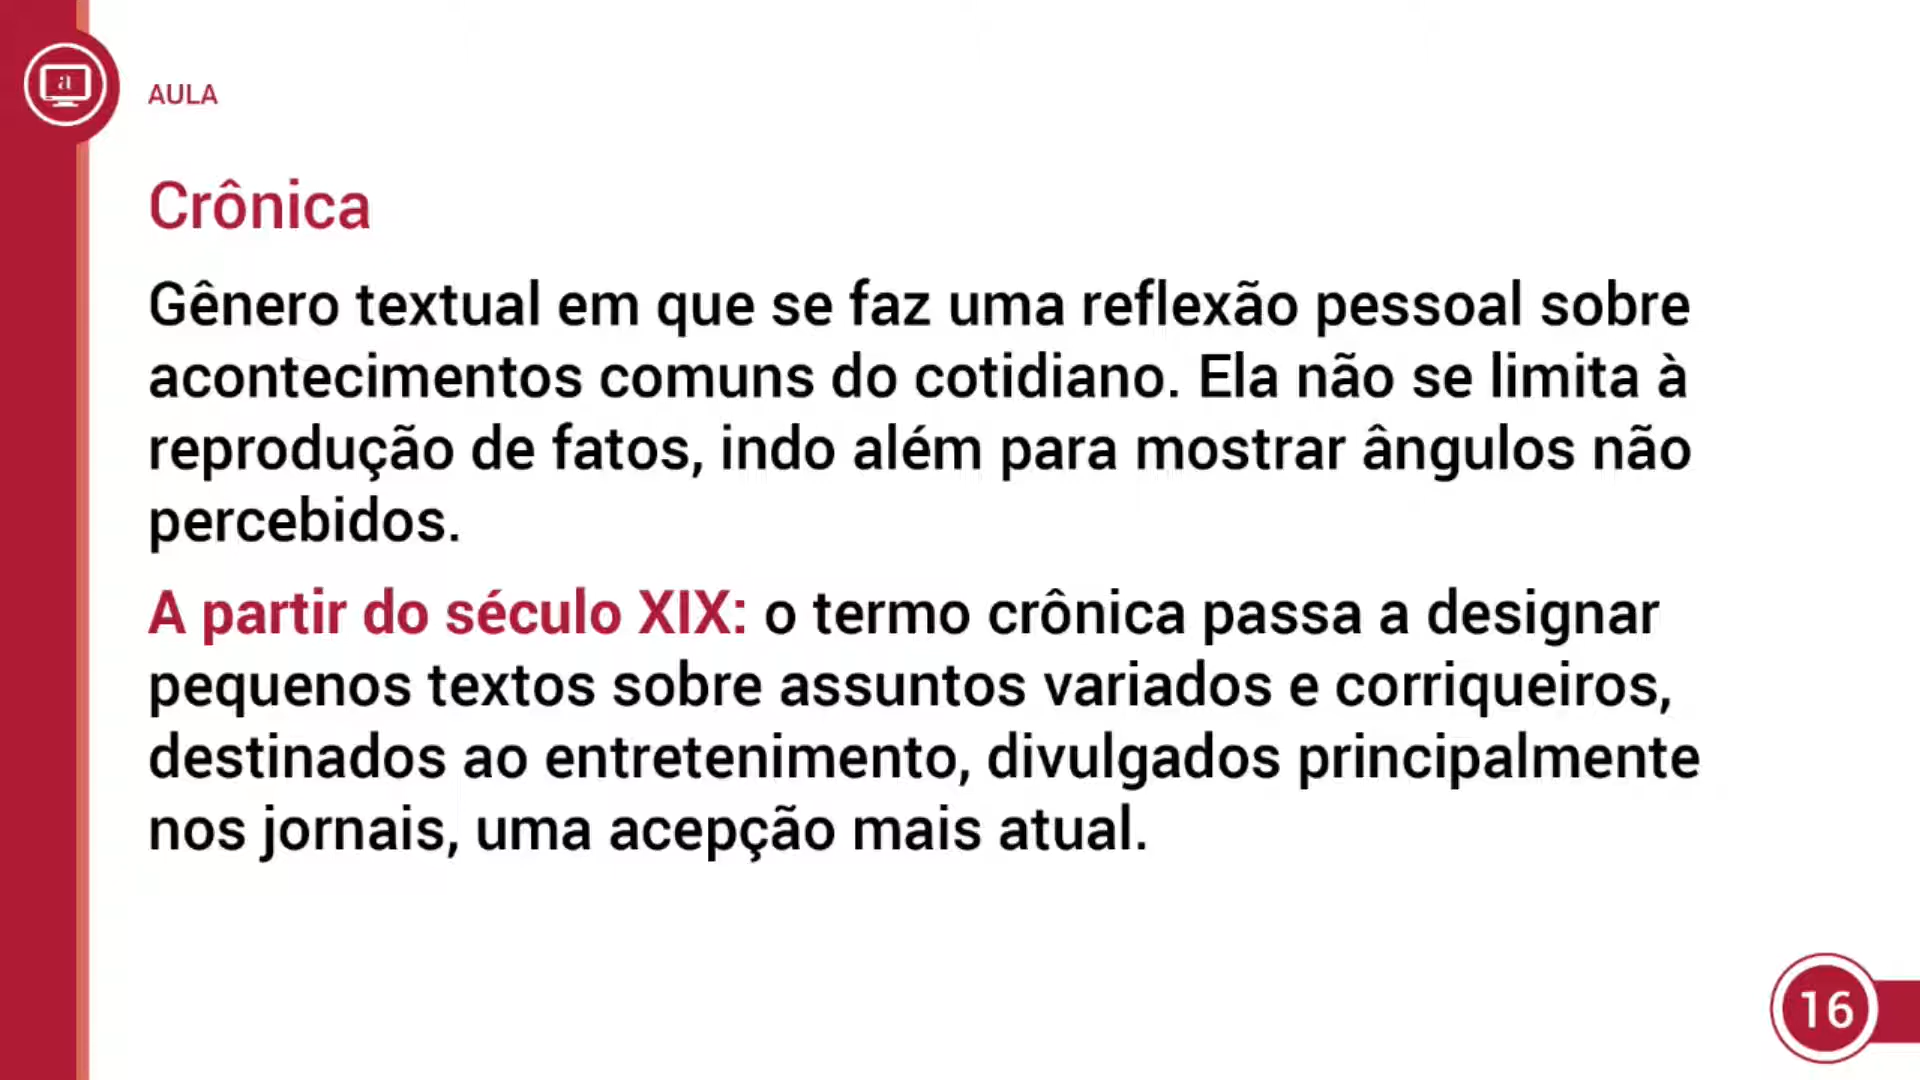 a
AULA
Crônica
Gênero textual em que se faz uma reflexão pessoal sobre
acontecimentos comuns do cotidiano. Ela não se limita à
reprodução de fatos, indo além para mostrar ângulos não
percebidos.
A partir do século XIX: o termo crônica passa a designar
pequenos textos sobre assuntos variados e corriqueiros,
destinados ao entretenimento, divulgados principalmente
nos jornais, uma acepção mais atual.
16